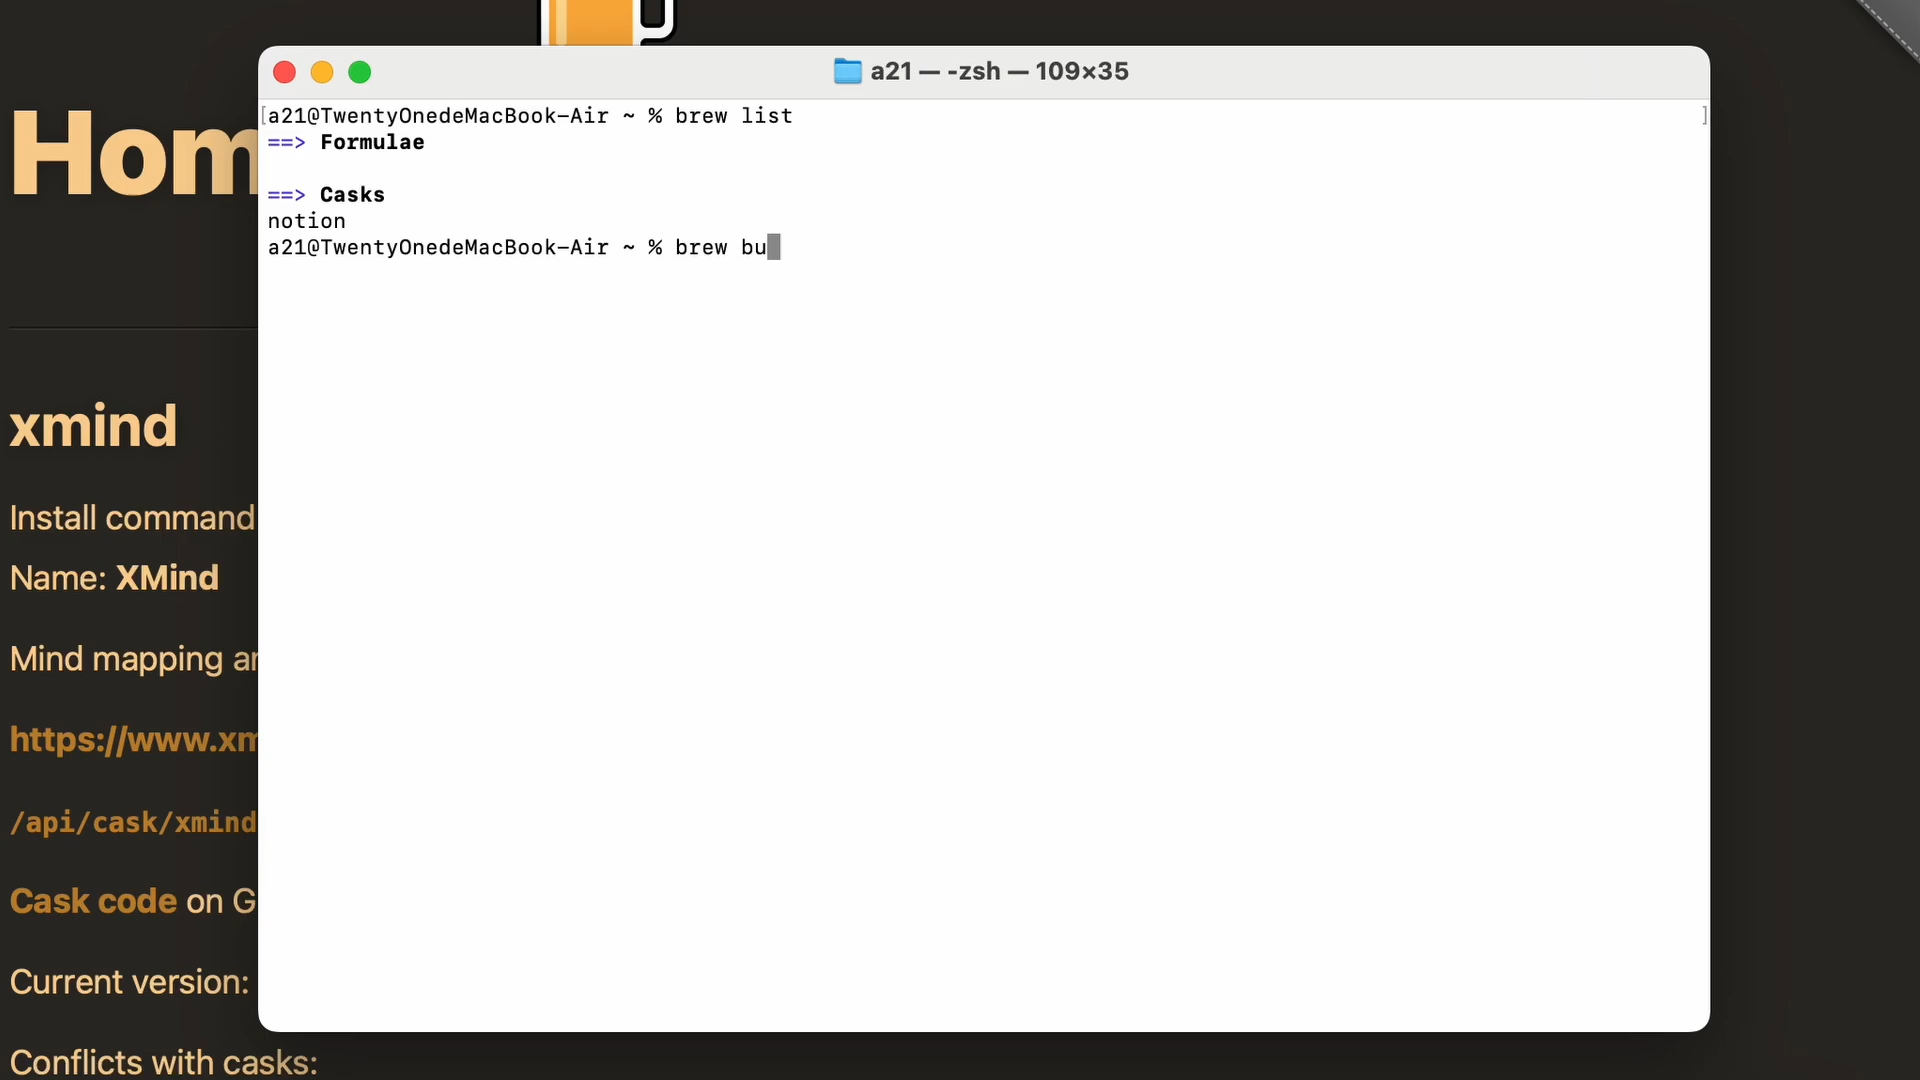 a21 — -zsh — 109×35
[a21@TwentyOnedeMacBook-Air ~ % brew list ]
==> Formulae
==> Casks
notion
a21@TwentyOnedeMacBook-Air ~ % brew bu
Hom
xmind
Install command
Name: XMind
Mind mapping
https://www.xm
/api/cask/xmind
Cask code on G
Current version:
Conflicts with casks: